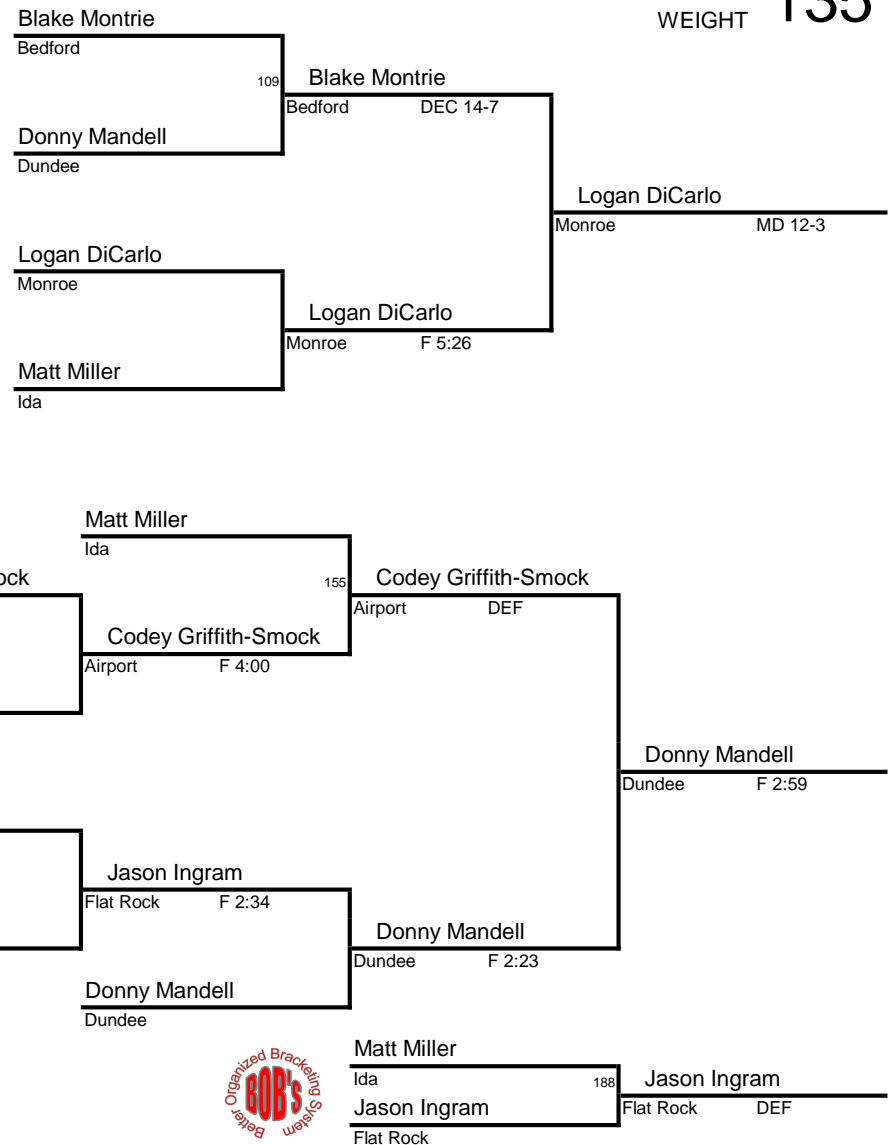 WEIGHT 135
Blake Montrie
Bedford
109 Blake Montrie
Bedford DEC 14-7
Donny Mandell
Dundee
Logan DiCarlo
Monroe MD 12-3
Logan DiCarlo
Monroe
Logan DiCarlo
Monroe F 5:26
Matt Miller
Ida
Matt Miller
Ida
ock
155 Codey Griffith-Smock
Airport DEF
Codey Griffith-Smock
Airport F 4:00
Donny Mandell
Dundee F 2:59
Jason Ingram
Flat Rock F 2:34
Donny Mandell
Dundee F 2:23
Donny Mandell
Dundee
Better Organized Bracketing System
BOB's
Matt Miller
Ida
188 Jason Ingram
Flat Rock DEF
Jason Ingram
Flat Rock